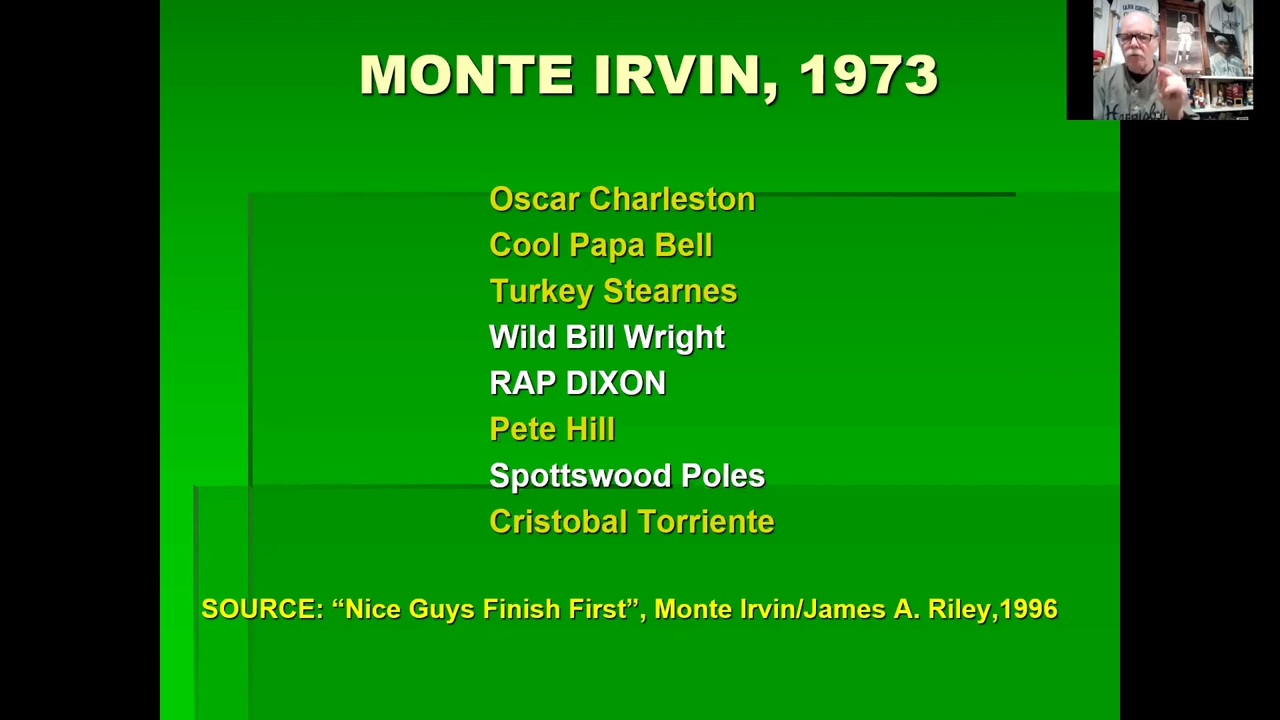 MONTE IRVIN, 1973
Oscar Charleston
Cool Papa Bell
Turkey Stearnes
Wild Bill Wright
RAP DIXON
Pete Hill
Spottswood Poles
Cristobal Torriente
SOURCE: “Nice Guys Finish First”, Monte Irvin/James A. Riley,1996